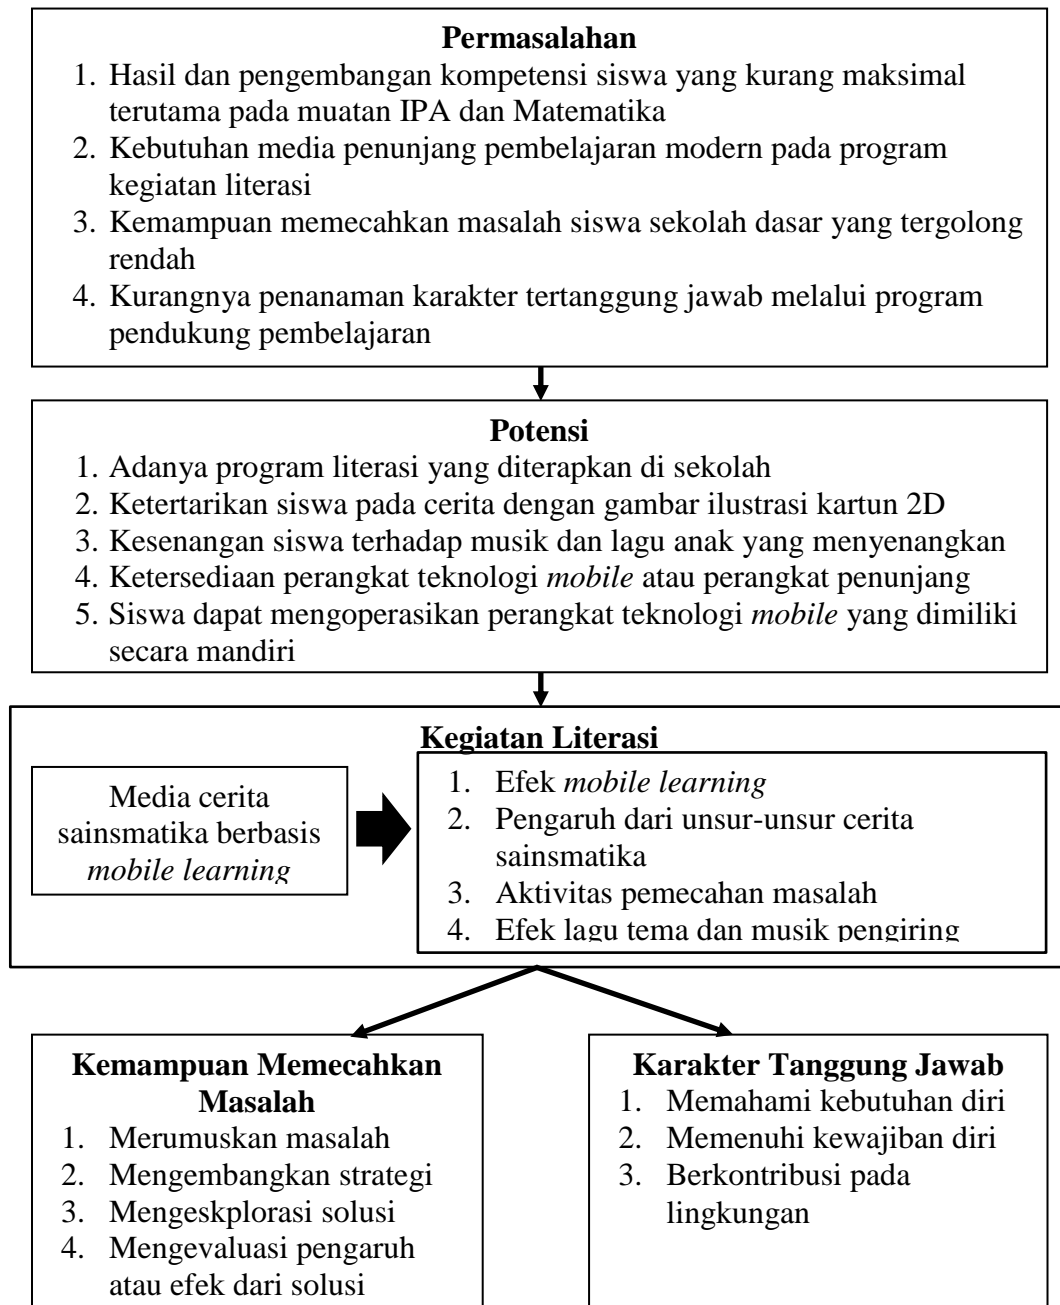 Permasalahan
1. Hasil dan pengembangan kompetensi siswa yang kurang maksimal
terutama pada muatan IPA dan Matematika
2. Kebutuhan media penunjang pembelajaran modern pada program
kegiatan literasi
3. Kemampuan memecahkan masalah siswa sekolah dasar yang tergolong
rendah
4. Kurangnya penanaman karakter tertanggung jawab melalui program
pendukung pembelajaran
Potensi
1. Adanya program literasi yang diterapkan di sekolah
2. Ketertarikan siswa pada cerita dengan gambar ilustrasi kartun 2D
3. Kesenangan siswa terhadap musik dan lagu anak yang menyenangkan
4. Ketersediaan perangkat teknologi mobile atau perangkat penunjang
5. Siswa dapat mengoperasikan perangkat teknologi mobile yang dimiliki
secara mandiri
Kegiatan Literasi
Media cerita
sainsmatika berbasis
mobile learning
1. Efek mobile learning
2. Pengaruh dari unsur-unsur cerita
sainsmatika
3. Aktivitas pemecahan masalah
4. Efek lagu tema dan musik pengiring
Kemampuan Memecahkan
Masalah
1. Merumuskan masalah
2. Mengembangkan strategi
3. Mengeskplorasi solusi
4. Mengevaluasi pengaruh
atau efek dari solusi
Karakter Tanggung Jawab
1. Memahami kebutuhan diri
2. Memenuhi kewajiban diri
3. Berkontribusi pada
lingkungan